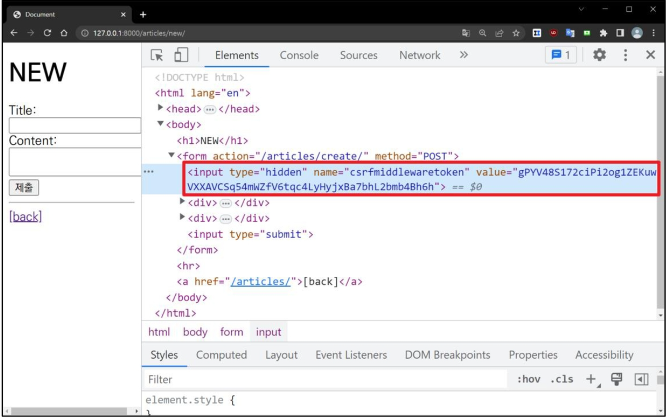 Document
127.0.0.1:8000/articles/new/
NEW
Title:
Content:
제출
[back]
Elements Console Sources Network » 1
<!DOCTYPE html>
<html lang="en">
<head> … </head>
<body>
<h1>NEW</h1>
<form action="/articles/create/" method="POST">
<input type="hidden" name="csrfmiddlewaretoken" value="gPYV48S172ciPi2og1ZEKuw
VXXAVCSq54mWZfV6tqc4LyHyjxBa7bhL2bmb4Bh6h"> == $0
<div> … </div>
<div> … </div>
<input type="submit">
</form>
<hr>
<a href="/articles/">[back]</a>
</body>
</html>
html body form input
Styles Computed Layout Event Listeners DOM Breakpoints Properties Accessibility
Filter :hov .cls +
element.style {
}